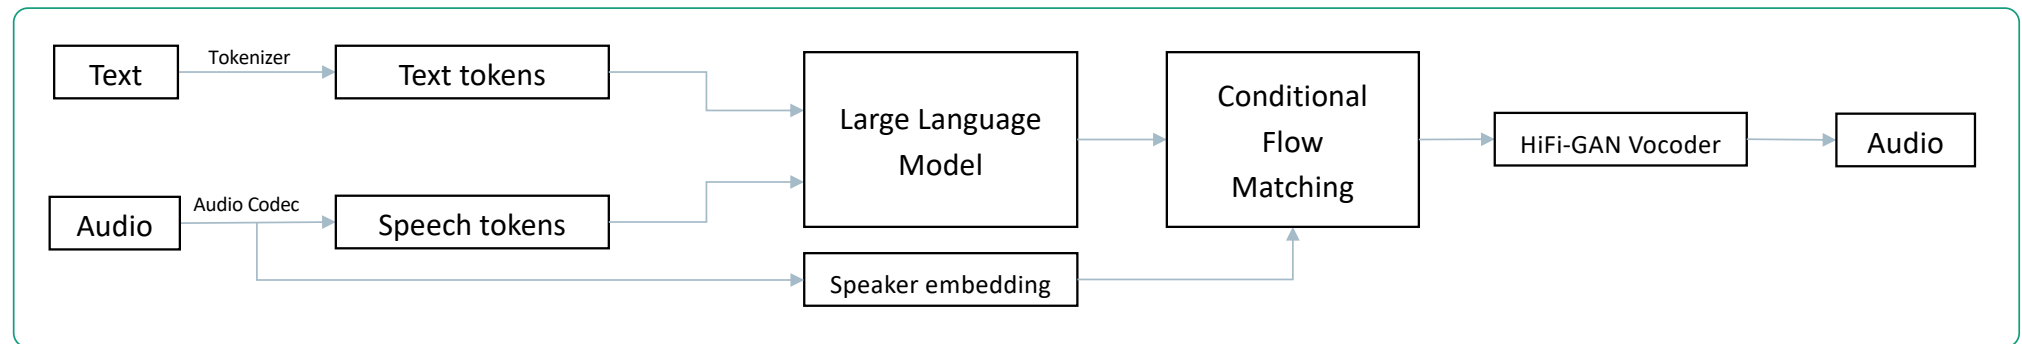 Text
Tokenizer
Text tokens
Audio
Audio Codec
Speech tokens
Large Language
Model
Speaker embedding
Conditional
Flow
Matching
HiFi-GAN Vocoder
Audio